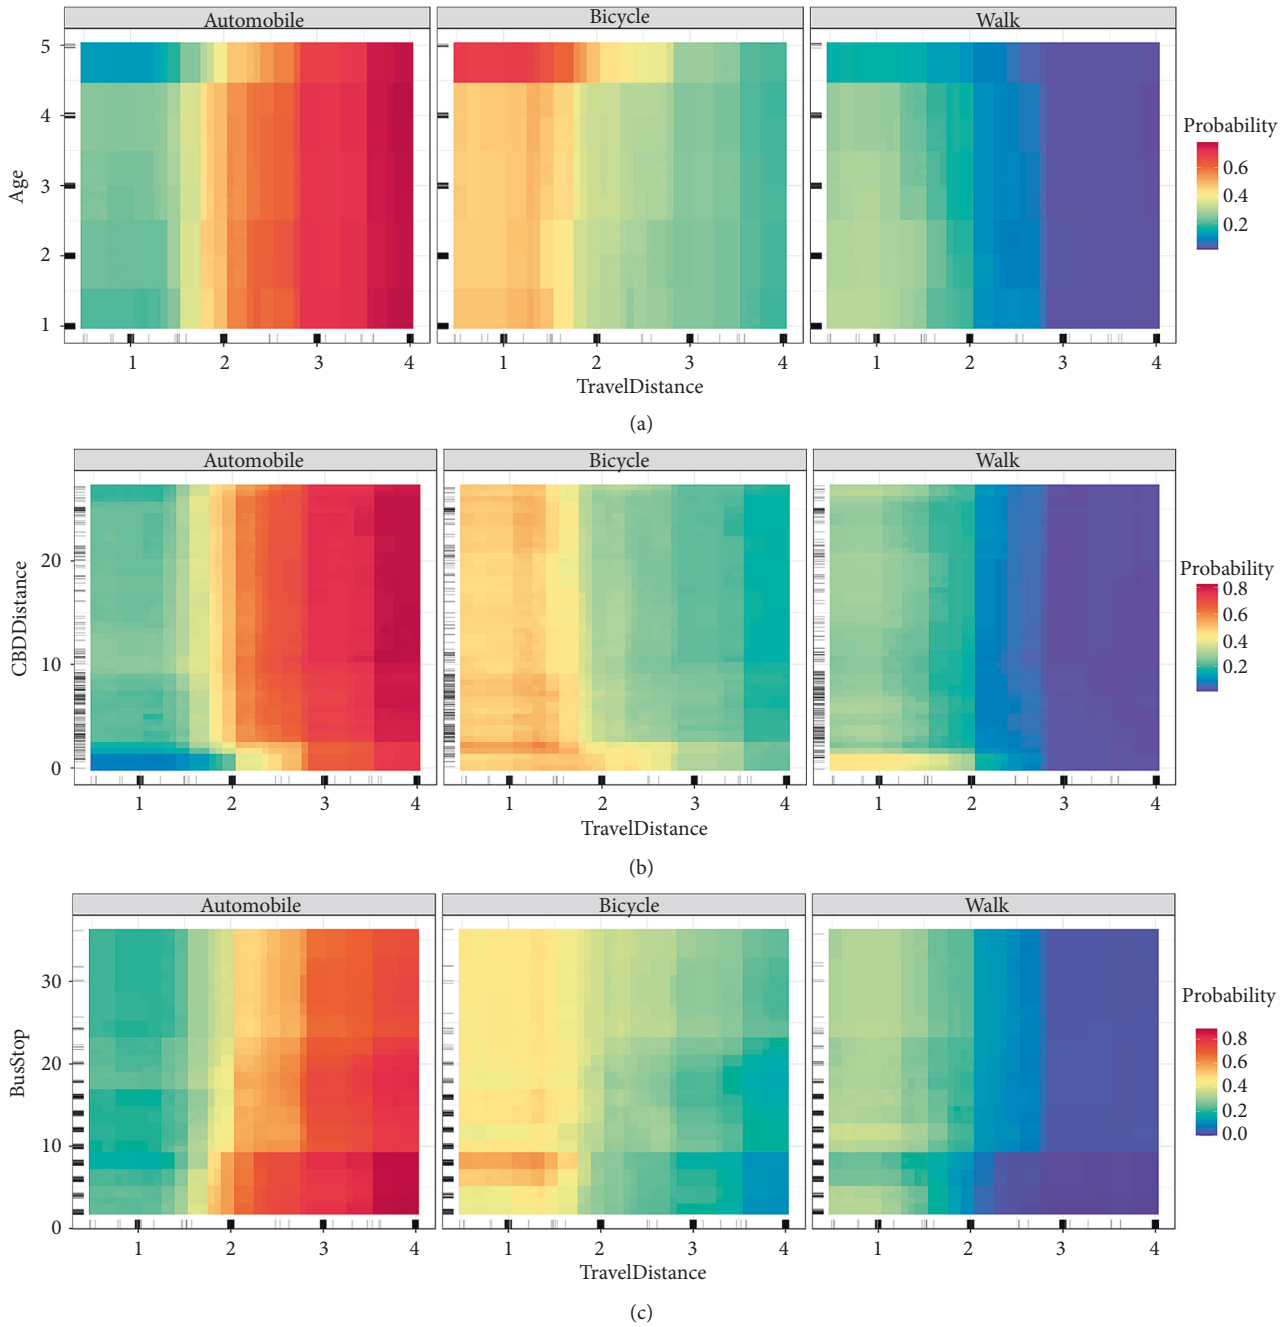 Automobile Bicycle Walk
5
4
3
2
1
Age
Probability
0.6
0.4
0.2
1 2 3 4 1 2 3 4 1 2 3 4
TravelDistance
(a)
Automobile Bicycle Walk
20
10
0
CBDDistance
Probability
0.8
0.6
0.4
0.2
1 2 3 4 1 2 3 4 1 2 3 4
TravelDistance
(b)
Automobile Bicycle Walk
30
20
10
0
BusStop
Probability
0.8
0.6
0.4
0.2
0.0
1 2 3 4 1 2 3 4 1 2 3 4
TravelDistance
(c)